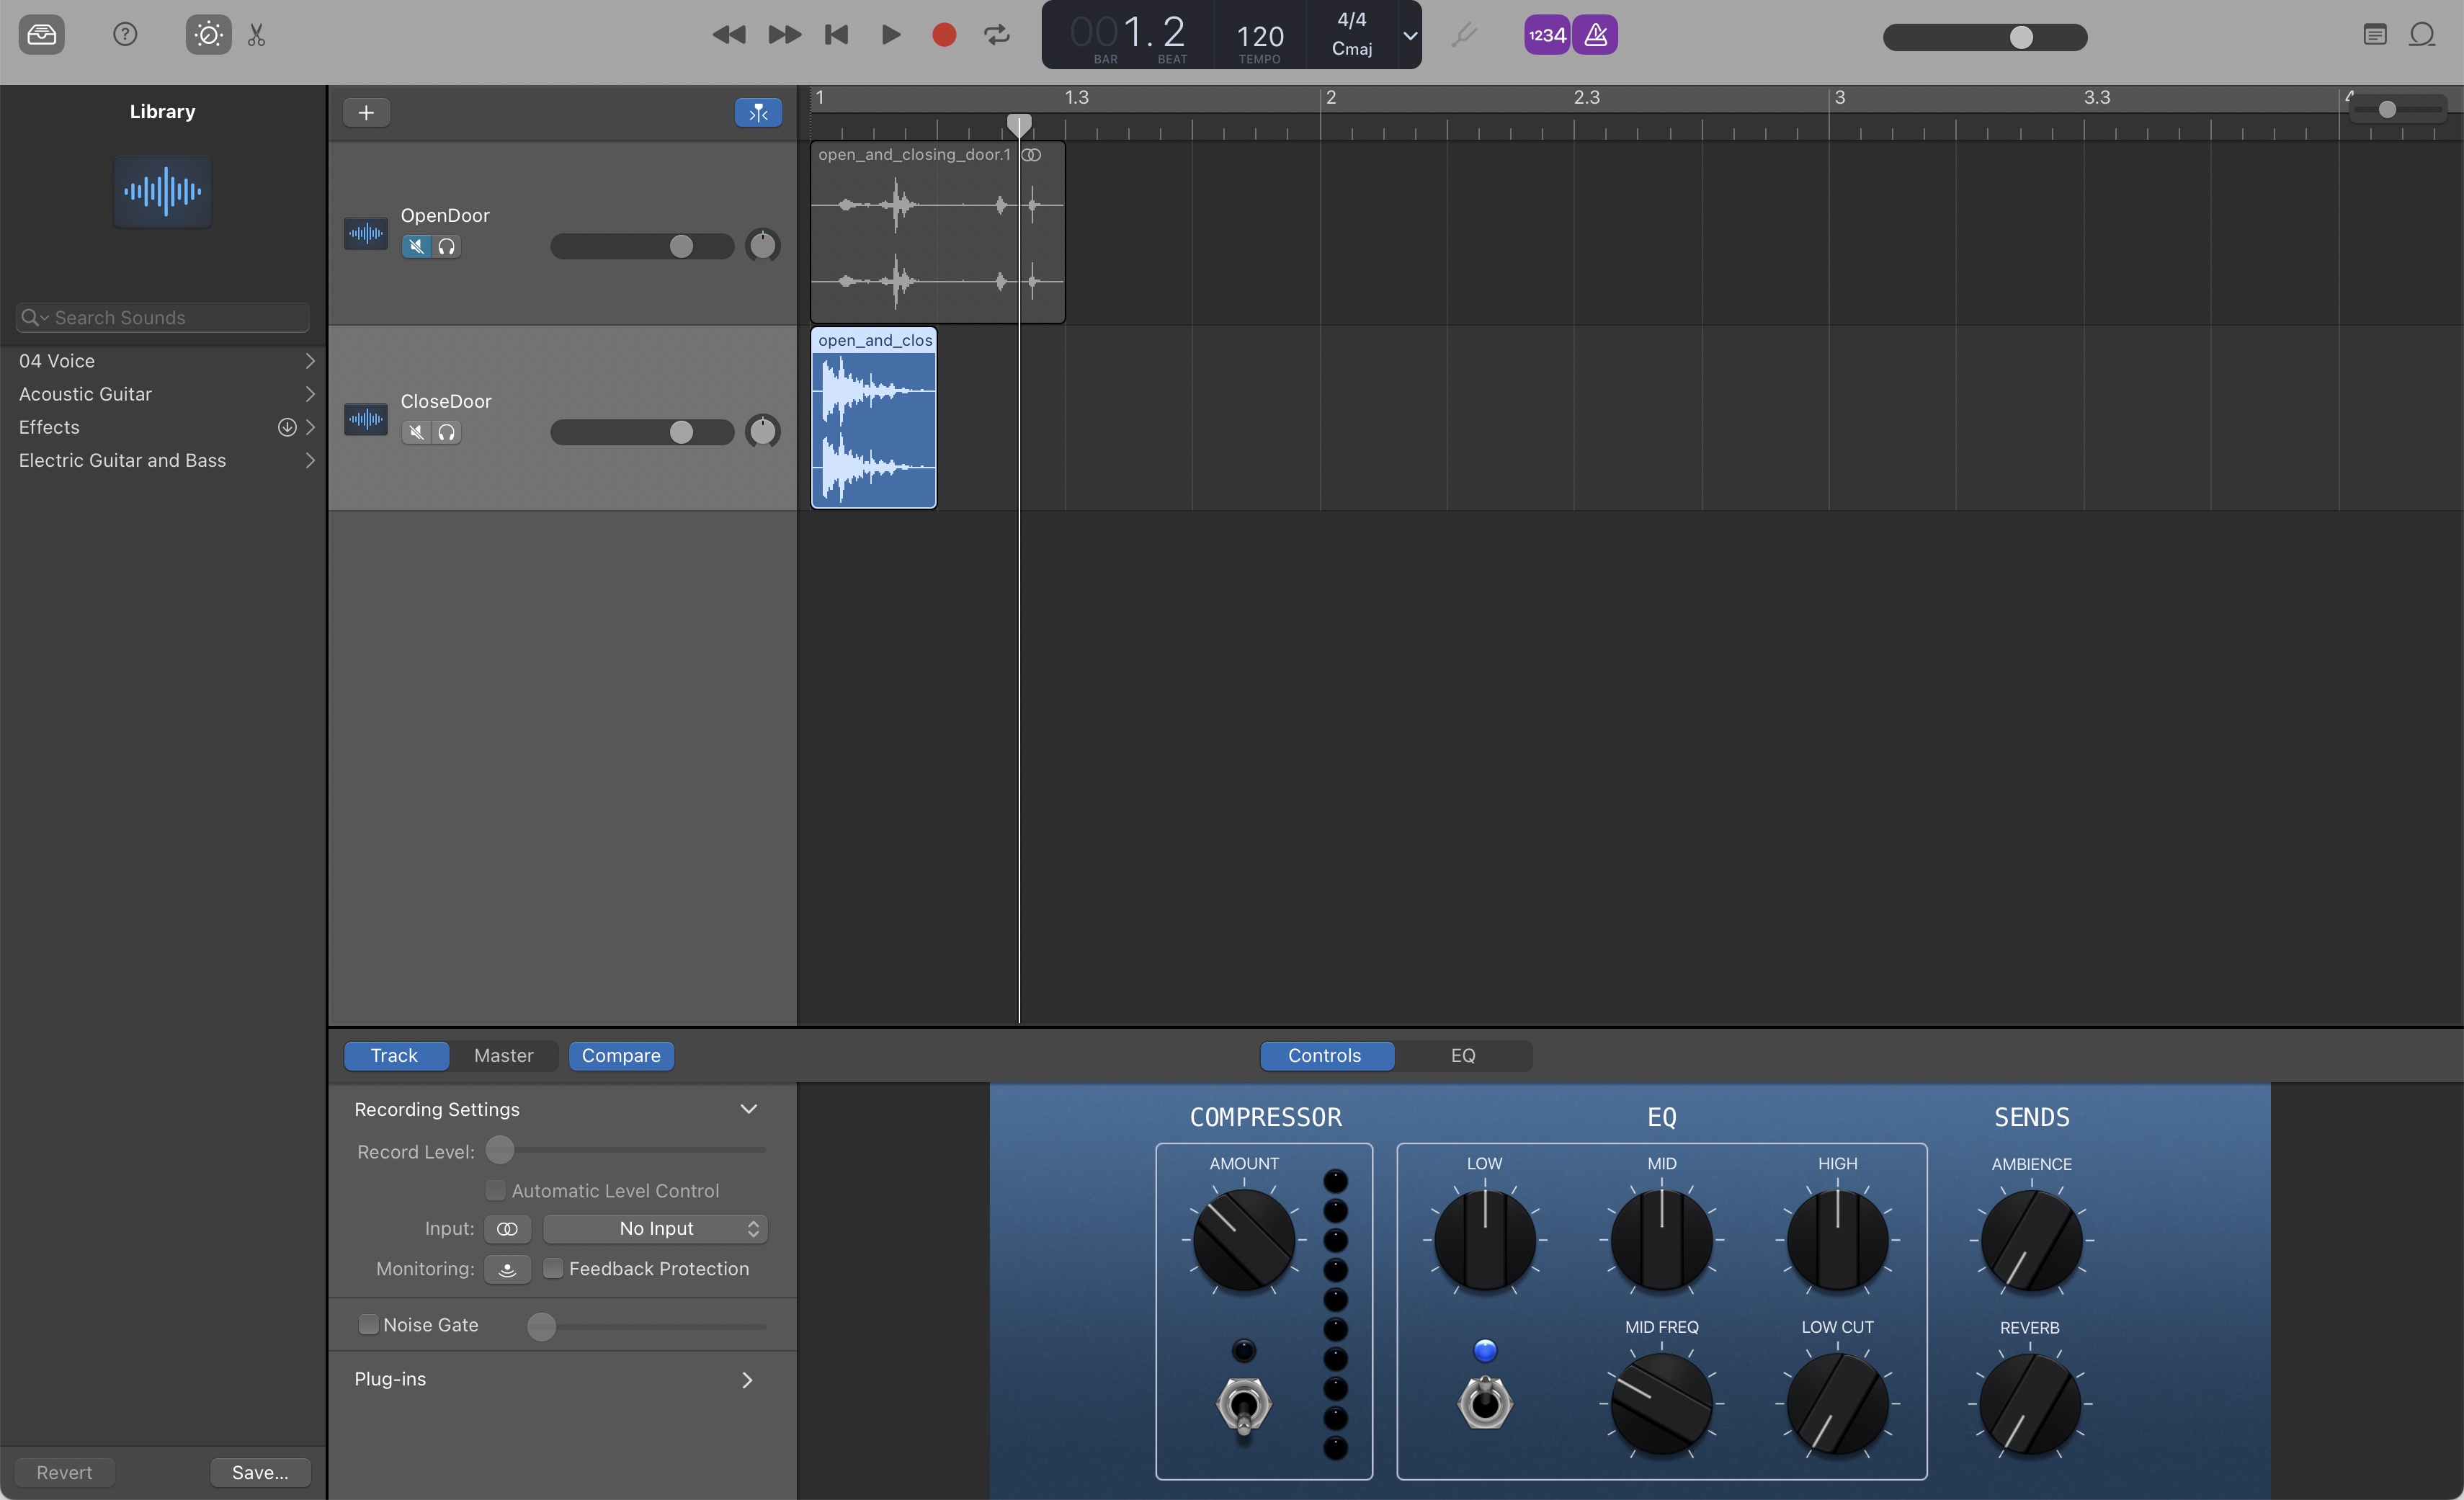 001.2
BAR
BEAT
120
TEMPO
4/4
Cmaj
1234
Library
Search Sounds
04 Voice
Acoustic Guitar
Effects
Electric Guitar and Bass
Revert
Save...
1
1.3
2
2.3
3
3.3
4
OpenDoor
open_and_closing_door.1
CloseDoor
open_and_clos
Track
Master
Compare
Controls
EQ
Recording Settings
Record Level:
Automatic Level Control
Input:
No Input
Monitoring:
Feedback Protection
Noise Gate
Plug-ins
COMPRESSOR
AMOUNT
EQ
LOW
MID
HIGH
MID FREQ
LOW CUT
SENDS
AMBIENCE
REVERB